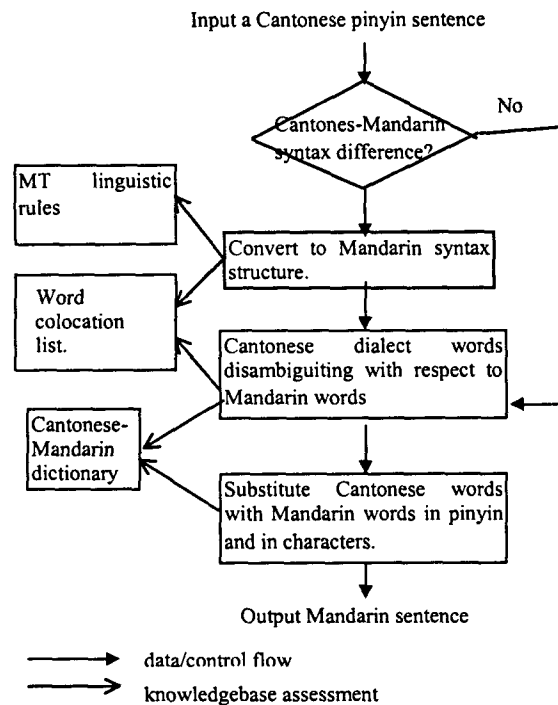 Input a Cantonese pinyin sentence
No
Cantones-Mandarin
syntax difference?
MT linguistic
rules
Convert to Mandarin syntax
structure.
Word
colocation
list.
Cantonese dialect words
disambiguiting with respect to
Mandarin words
Cantonese-
Mandarin
dictionary
Substitute Cantonese words
with Mandarin words in pinyin
and in characters.
Output Mandarin sentence
data/control flow
knowledgebase assessment